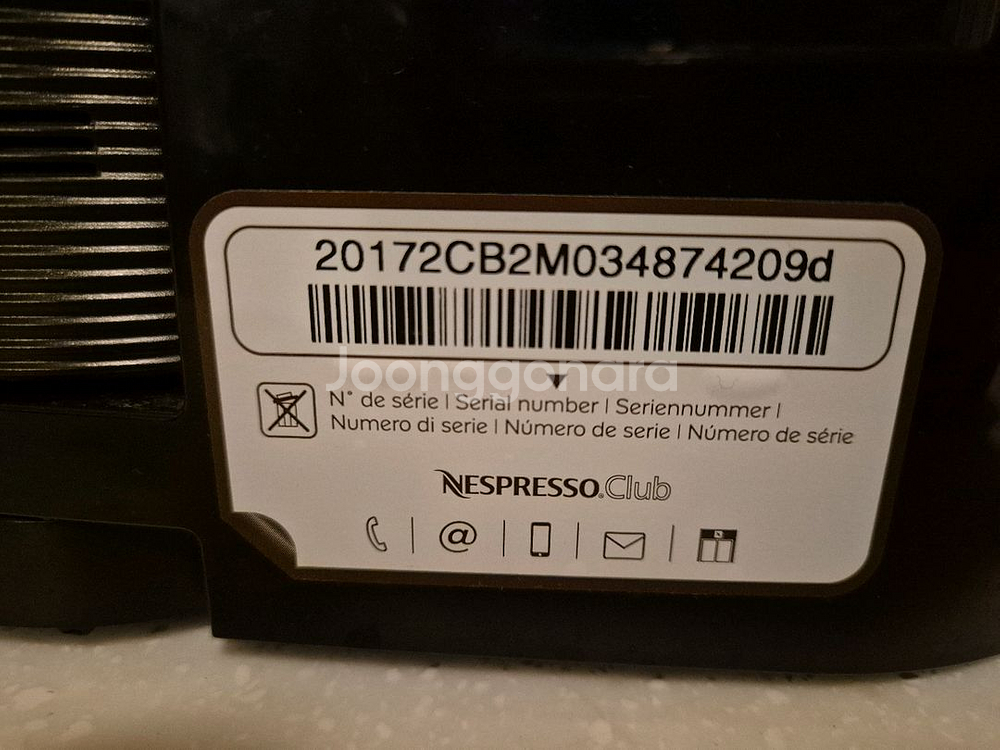 20172CB2M034874209d
Joonggonara
N° de série | Serial number | Seriennummer |
Numero di serie | Número de serie | Número de série
NESPRESSO.Club
@
N